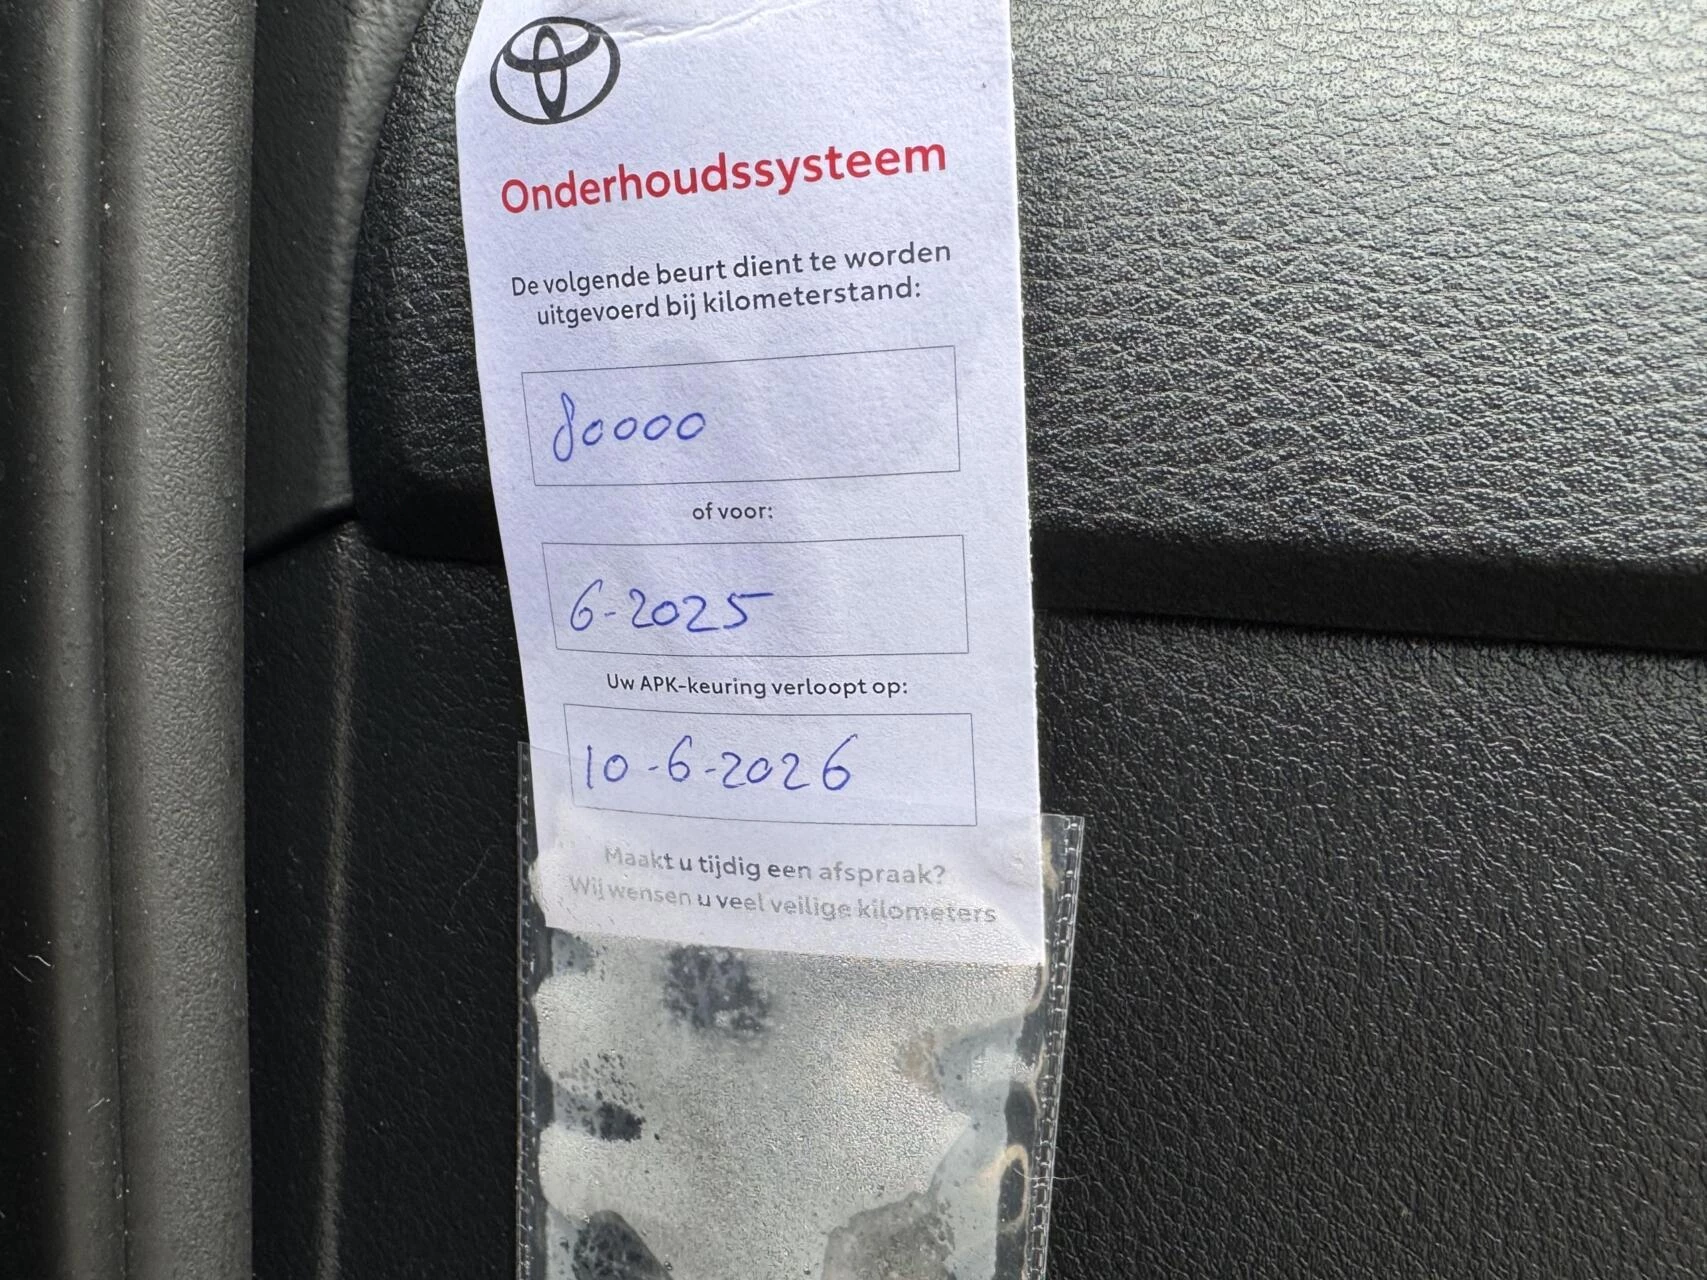 Onderhoudssysteem
De volgende beurt dient te worden
uitgevoerd bij kilometerstand:
80000
of voor:
6-2025
Uw APK-keuring verloopt op:
10-6-2026
Maakt u tijdig een afspraak?
Wij wensen u veel veilige kilometers